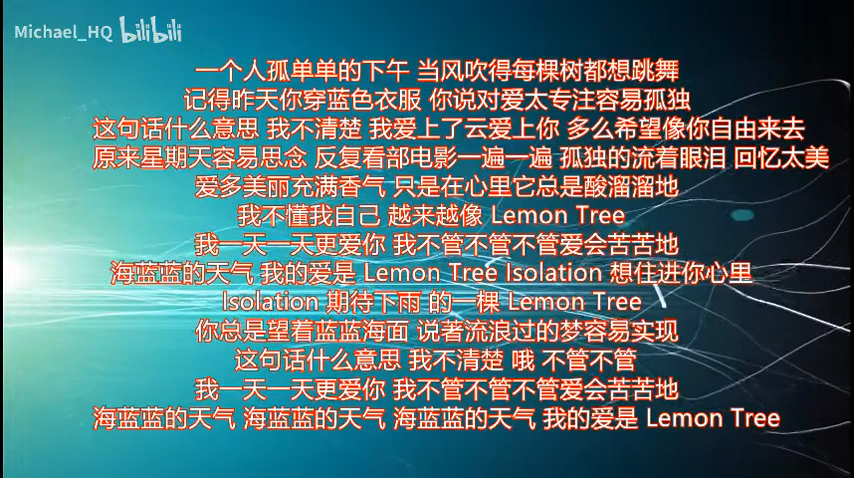 Michael_HQ bilibili
一个人孤单单的下午 当风吹得每棵树都想跳舞
记得昨天你穿蓝色衣服 你说对爱太专注容易孤独
这句话什么意思 我不清楚 我爱上了云爱上你 多么希望像你自由来去
原来星期天容易思念 反复看部电影一遍一遍 孤独的流着眼泪 回忆太美
爱多美丽充满香气 只是在心里它总是酸溜溜地
我不懂我自己 越来越像 Lemon Tree
我一天一天更爱你 我不管不管不管爱会苦苦地
海蓝蓝的天气 我的爱是 Lemon Tree Isolation 想住进你心里
Isolation 期待下雨 的一棵 Lemon Tree
你总是望着蓝蓝海面 说著流浪过的梦容易实现
这句话什么意思 我不清楚 哦 不管不管
我一天一天更爱你 我不管不管不管爱会苦苦地
海蓝蓝的天气 海蓝蓝的天气 海蓝蓝的天气 我的爱是 Lemon Tree